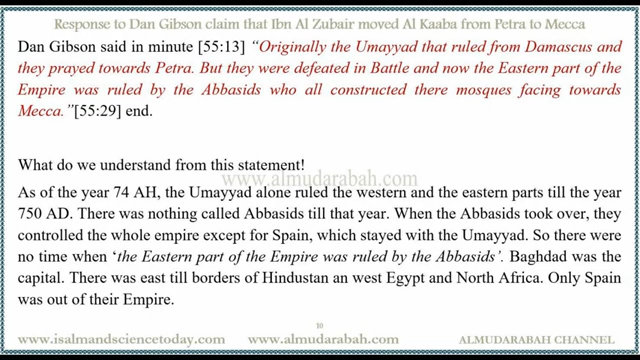 Response to Dan Gibson claim that Ibn Al Zubair moved Al Kaaba from Petra to Mecca
Dan Gibson said in minute [55:13] “Originally the Umayyad that ruled from Damascus and
they prayed towards Petra. But they were defeated in Battle and now the Eastern part of the
Empire was ruled by the Abbasids who all constructed there mosques facing towards
Mecca.”[55:29] end.
What do we understand from this statement!
www.almudarabah.com
As of the year 74 AH, the Umayyad alone ruled the western and the eastern parts till the year
750 AD. There was nothing called Abbasids till that year. When the Abbasids took over, they
controlled the whole empire except for Spain, which stayed with the Umayyad. So there were
no time when ‘the Eastern part of the Empire was ruled by the Abbasids’. Baghdad was the
capital. There was east till borders of Hindustan an west Egypt and North Africa. Only Spain
was out of their Empire.
10
www.isalmandsciencetoday.com www.almudarabah.com ALMUDARABAH CHANNEL